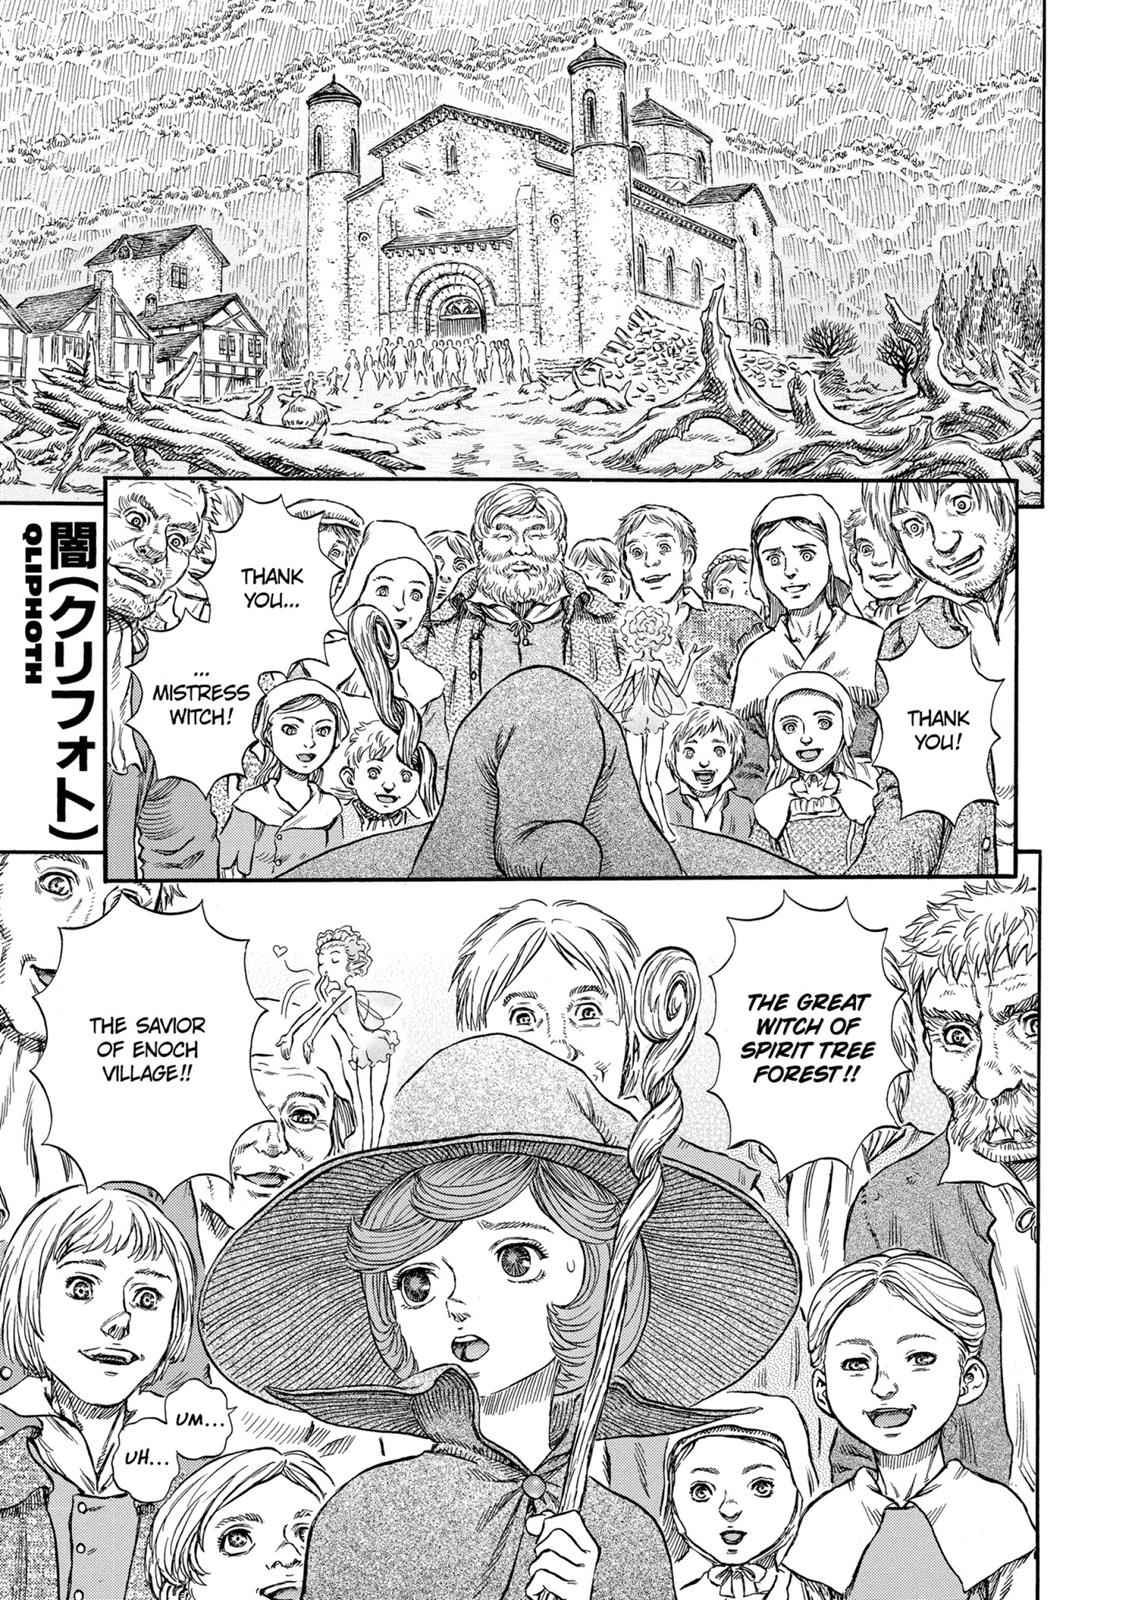 闇(クリフォト)
QLIPHOTH
THANK
YOU!
THANK
YOU...
...
MISTRESS
WITCH!
THE GREAT
WITCH OF
SPIRIT TREE
FOREST!!
THE SAVIOR
OF ENOCH
VILLAGE!!
UM...
UH...